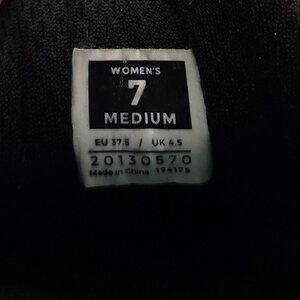 WOMEN'S
7
MEDIUM
EU 37.5 / UK 4.5
20130570
Made in China 194175